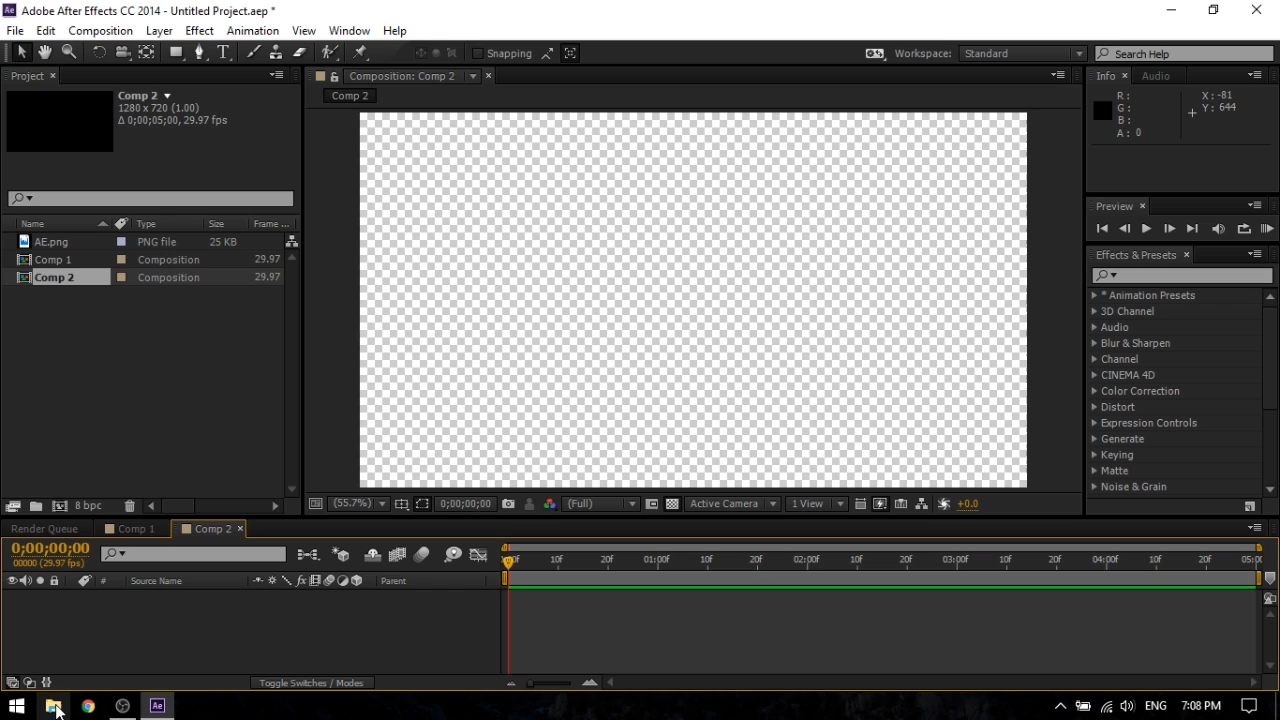 Ae Adobe After Effects CC 2014 - Untitled Project.aep *
File Edit Composition Layer Effect Animation View Window Help
T Snapping Workspace: Standard Search Help
Project × Composition: Comp 2 × Info × Audio
Comp 2
1280 x 720 (1.00)
Δ 0;00;05;00, 29.97 fps
Comp 2
R : X : -81
G : Y : 644
B :
A : 0
Preview ×
Effects & Presets ×
Name Type Size Frame ...
AE.png PNG file 25 KB
Comp 1 Composition 29.97
Comp 2 Composition 29.97
* Animation Presets
3D Channel
Audio
Blur & Sharpen
Channel
CINEMA 4D
Color Correction
Distort
Expression Controls
Generate
Keying
Matte
Noise & Grain
8 bpc
(55.7%) 0;00;00;00 (Full) Active Camera 1 View +0.0
Render Queue Comp 1 Comp 2 ×
0;00;00;00
00000 (29.97 fps)
10f 20f 01:00f 10f 20f 02:00f 10f 20f 03:00f 10f 20f 04:00f 10f 20f
# Source Name fx Parent
Toggle Switches / Modes
Ae ENG 7:08 PM